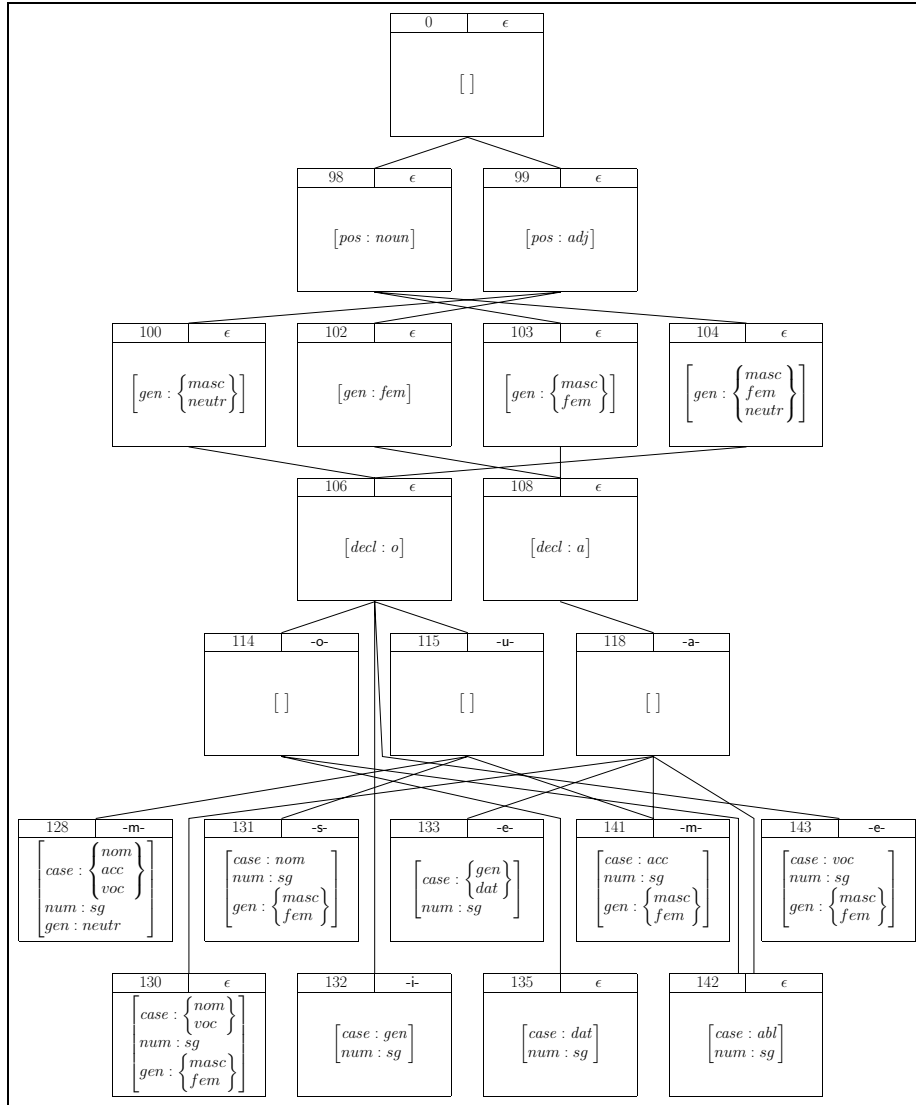 0 ϵ
[ ]
98 ϵ
[pos : noun]
99 ϵ
[pos : adj]
100 ϵ
[gen : {masc
neutr}]
102 ϵ
[gen : fem]
103 ϵ
[gen : {masc
fem}]
104 ϵ
[gen : {masc
fem
neutr}]
106 ϵ
[decl : o]
108 ϵ
[decl : a]
114 -o-
[ ]
115 -u-
[ ]
118 -a-
[ ]
128 -m-
[case : {nom
acc
voc}
num : sg
gen : neutr]
131 -s-
[case : nom
num : sg
gen : {masc
fem}]
133 -e-
[case : {gen
dat}
num : sg]
141 -m-
[case : acc
num : sg
gen : {masc
fem}]
143 -e-
[case : voc
num : sg
gen : {masc
fem}]
130 ϵ
[case : {nom
voc}
num : sg
gen : {masc
fem}]
132 -i-
[case : gen
num : sg]
135 ϵ
[case : dat
num : sg]
142 ϵ
[case : abl
num : sg]